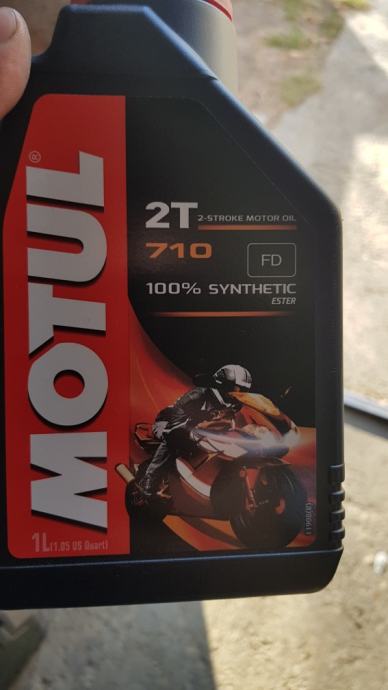 MOTUL®
2T 2-STROKE MOTOR OIL
710
FD
100% SYNTHETIC
ESTER
1L(1.05 US Quart)